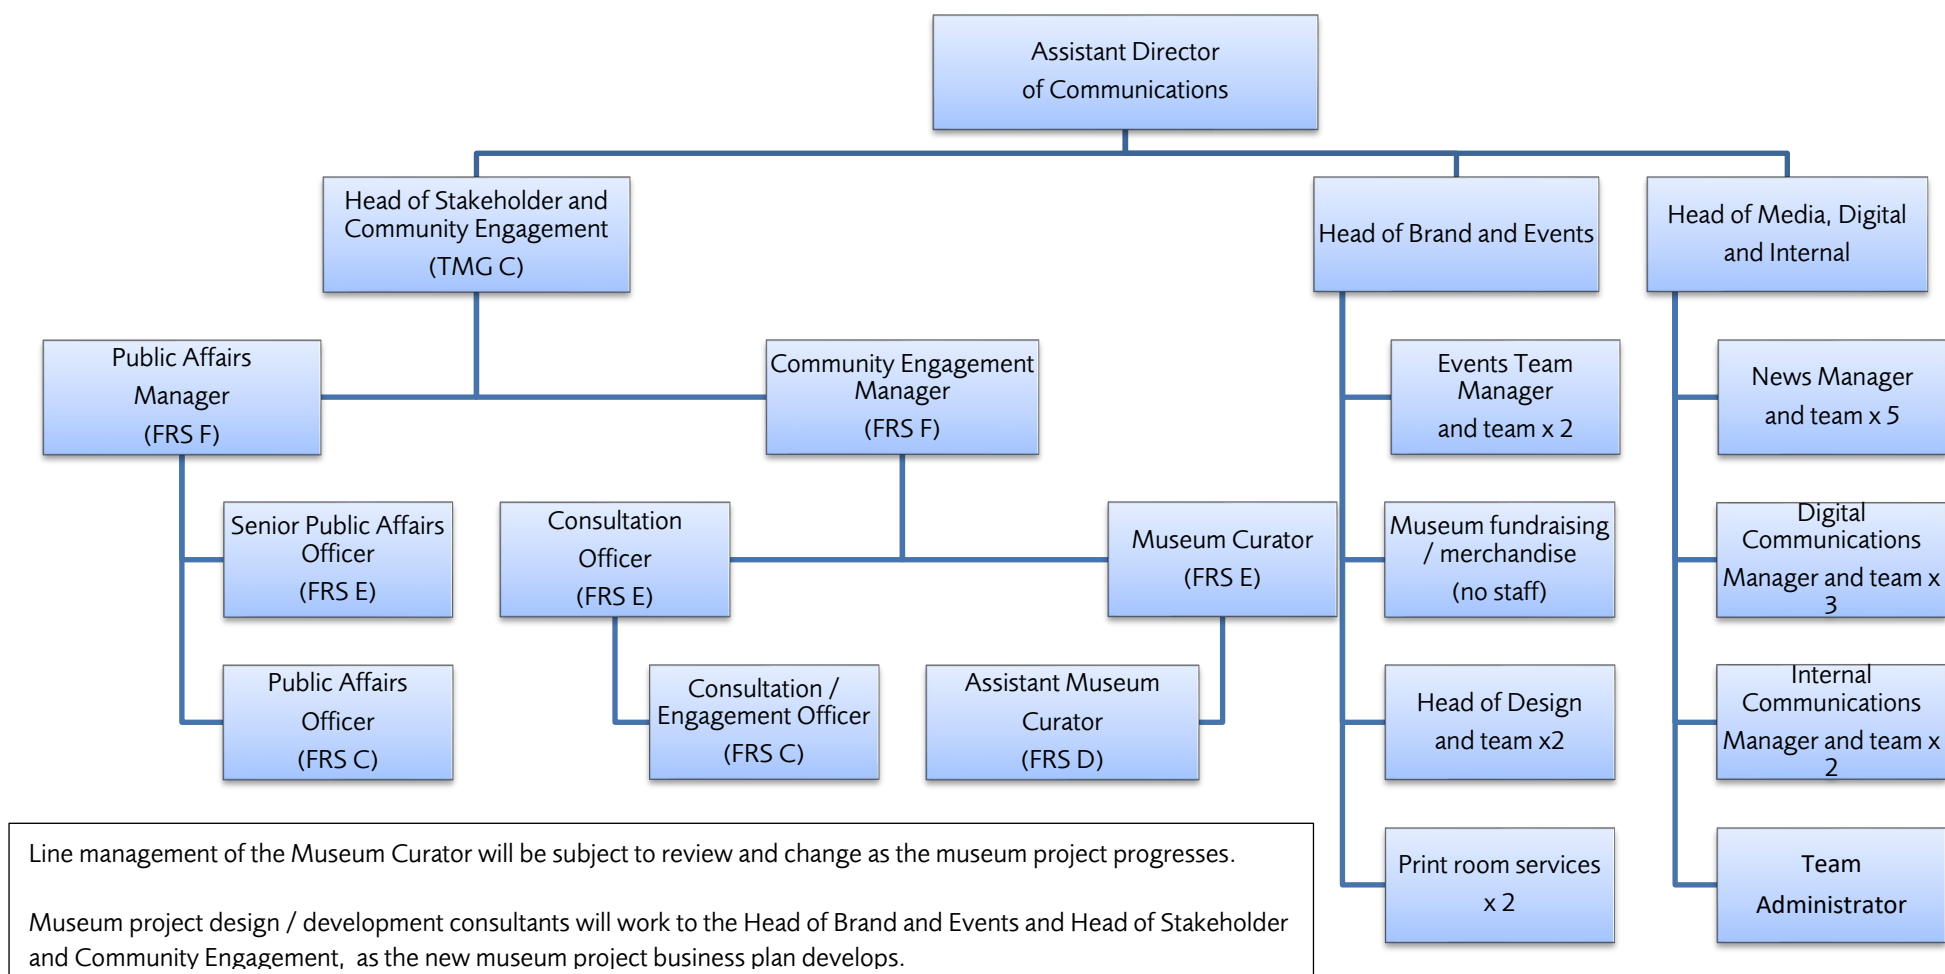 Assistant Director
of Communications
Head of Stakeholder and
Community Engagement
(TMG C)
Head of Brand and Events
Head of Media, Digital
and Internal
Public Affairs
Manager
(FRS F)
Community Engagement
Manager
(FRS F)
Events Team
Manager
and team x 2
News Manager
and team x 5
Senior Public Affairs
Officer
(FRS E)
Consultation
Officer
(FRS E)
Museum Curator
(FRS E)
Museum fundraising
/ merchandise
(no staff)
Digital
Communications
Manager and team x
3
Public Affairs
Officer
(FRS C)
Consultation /
Engagement Officer
(FRS C)
Assistant Museum
Curator
(FRS D)
Head of Design
and team x2
Internal
Communications
Manager and team x
2
Print room services
x 2
Team
Administrator
Line management of the Museum Curator will be subject to review and change as the museum project progresses.
Museum project design / development consultants will work to the Head of Brand and Events and Head of Stakeholder
and Community Engagement, as the new museum project business plan develops.